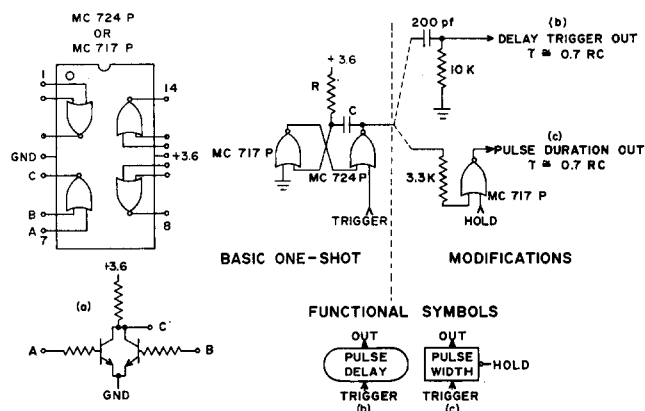 MC 724 P
OR
MC 717 P
1
14
GND
+3.6
C
B
A
7
8
(a)
+3.6
C
A
B
GND
+3.6
R
C
MC 717 P
MC 724 P
TRIGGER
BASIC ONE-SHOT
200 pf
(b)
DELAY TRIGGER OUT
T ≅ 0.7 RC
10 K
(c)
PULSE DURATION OUT
T ≅ 0.7 RC
3.3 K
MC 717 P
HOLD
MODIFICATIONS
FUNCTIONAL SYMBOLS
OUT
PULSE
DELAY
TRIGGER
(b)
OUT
PULSE
WIDTH
HOLD
TRIGGER
(c)